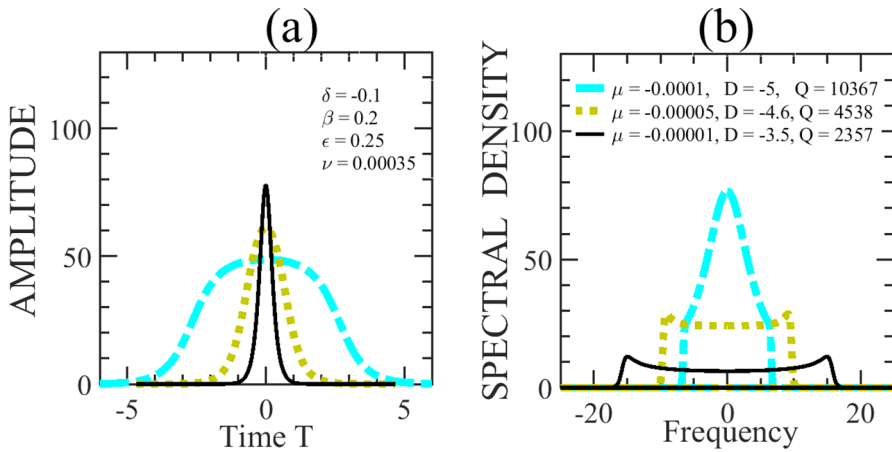 (a)
AMPLITUDE
100
50
0
-5
0
5
Time T
δ = -0.1
β = 0.2
ϵ = 0.25
ν = 0.00035
(b)
SPECTRAL DENSITY
100
50
0
-20
0
20
Frequency
μ = -0.0001, D = -5, Q = 10367
μ = -0.00005, D = -4.6, Q = 4538
μ = -0.00001, D = -3.5, Q = 2357